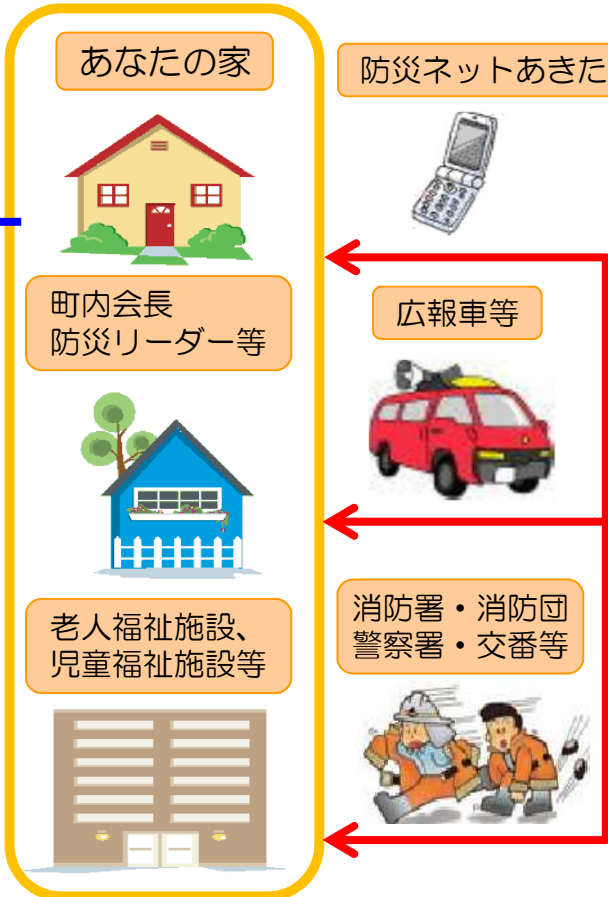 あなたの家
防災ネットあきた
町内会長
防災リーダー等
広報車等
老人福祉施設、
児童福祉施設等
消防署・消防団
警察署・交番等